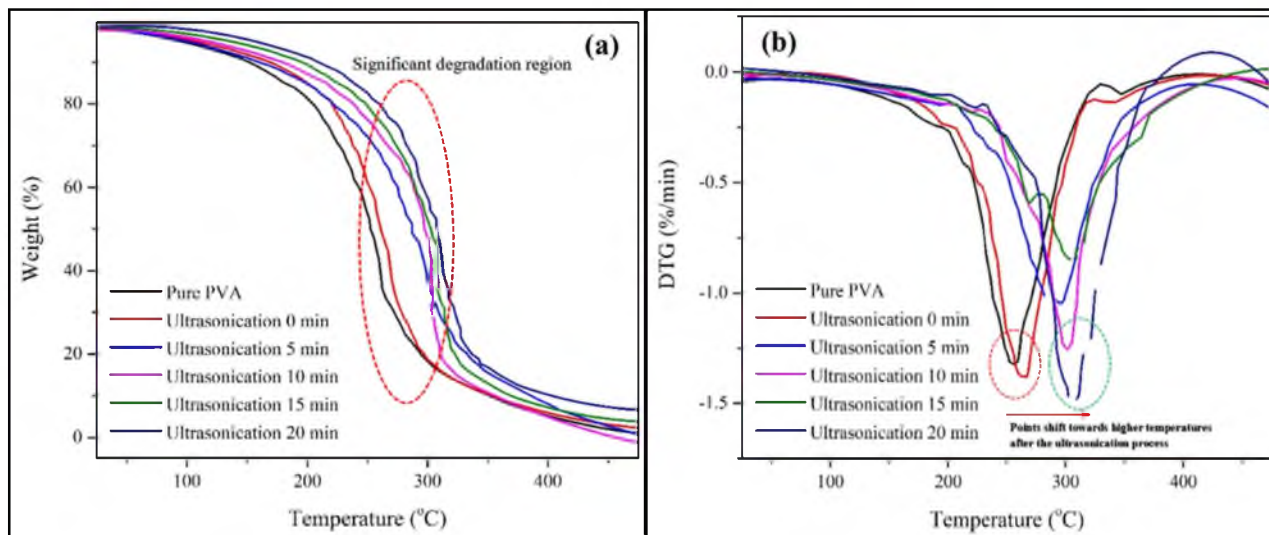 (a)
Significant degradation region
80
60
40
20
0
Weight (%)
Pure PVA
Ultrasonication 0 min
Ultrasonication 5 min
Ultrasonication 10 min
Ultrasonication 15 min
Ultrasonication 20 min
100
200
300
400
Temperature (°C)
(b)
0.0
-0.5
-1.0
-1.5
DTG (%/min)
Pure PVA
Ultrasonication 0 min
Ultrasonication 5 min
Ultrasonication 10 min
Ultrasonication 15 min
Ultrasonication 20 min
Points shift towards higher temperatures
after the ultrasonication process
100
200
300
400
Temperature (°C)